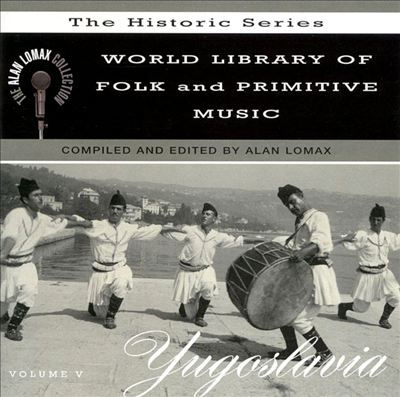 The Historic Series
THE ALAN LOMAX COLLECTION
WORLD LIBRARY OF
FOLK and PRIMITIVE
MUSIC
COMPILED AND EDITED BY ALAN LOMAX
VOLUME V
Yugoslavia